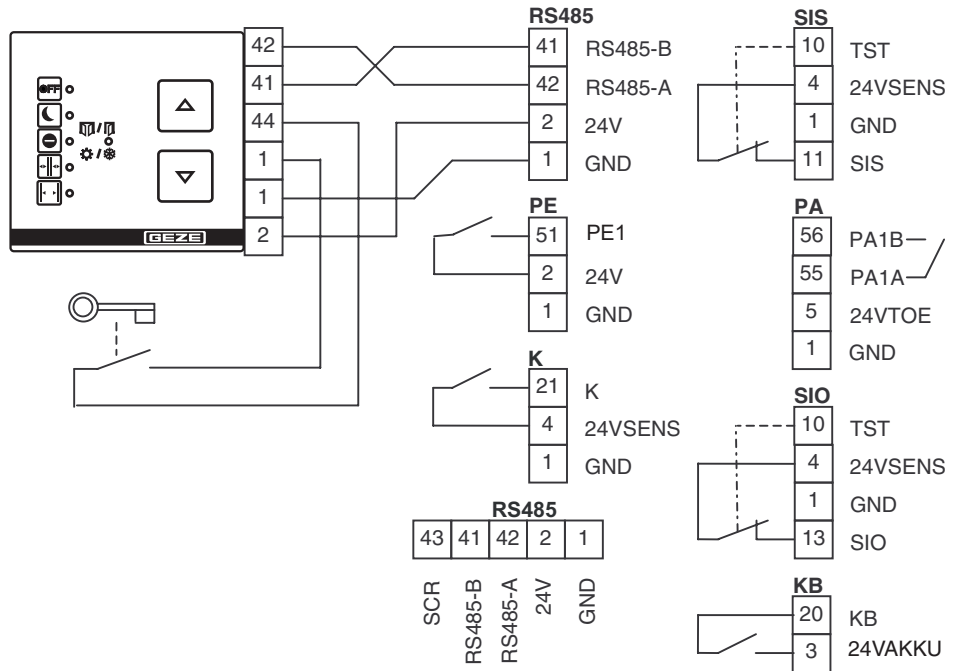 OFF
/
/
GEZE
42
41
44
1
1
2
RS485
41 RS485-B
42 RS485-A
2 24V
1 GND
PE
51 PE1
2 24V
1 GND
K
21 K
4 24VSENS
1 GND
RS485
43 41 42 2 1
SCR
RS485-B
RS485-A
24V
GND
SIS
10 TST
4 24VSENS
1 GND
11 SIS
PA
56 PA1B
55 PA1A
5 24VTOE
1 GND
SIO
10 TST
4 24VSENS
1 GND
13 SIO
KB
20 KB
3 24VAKKU